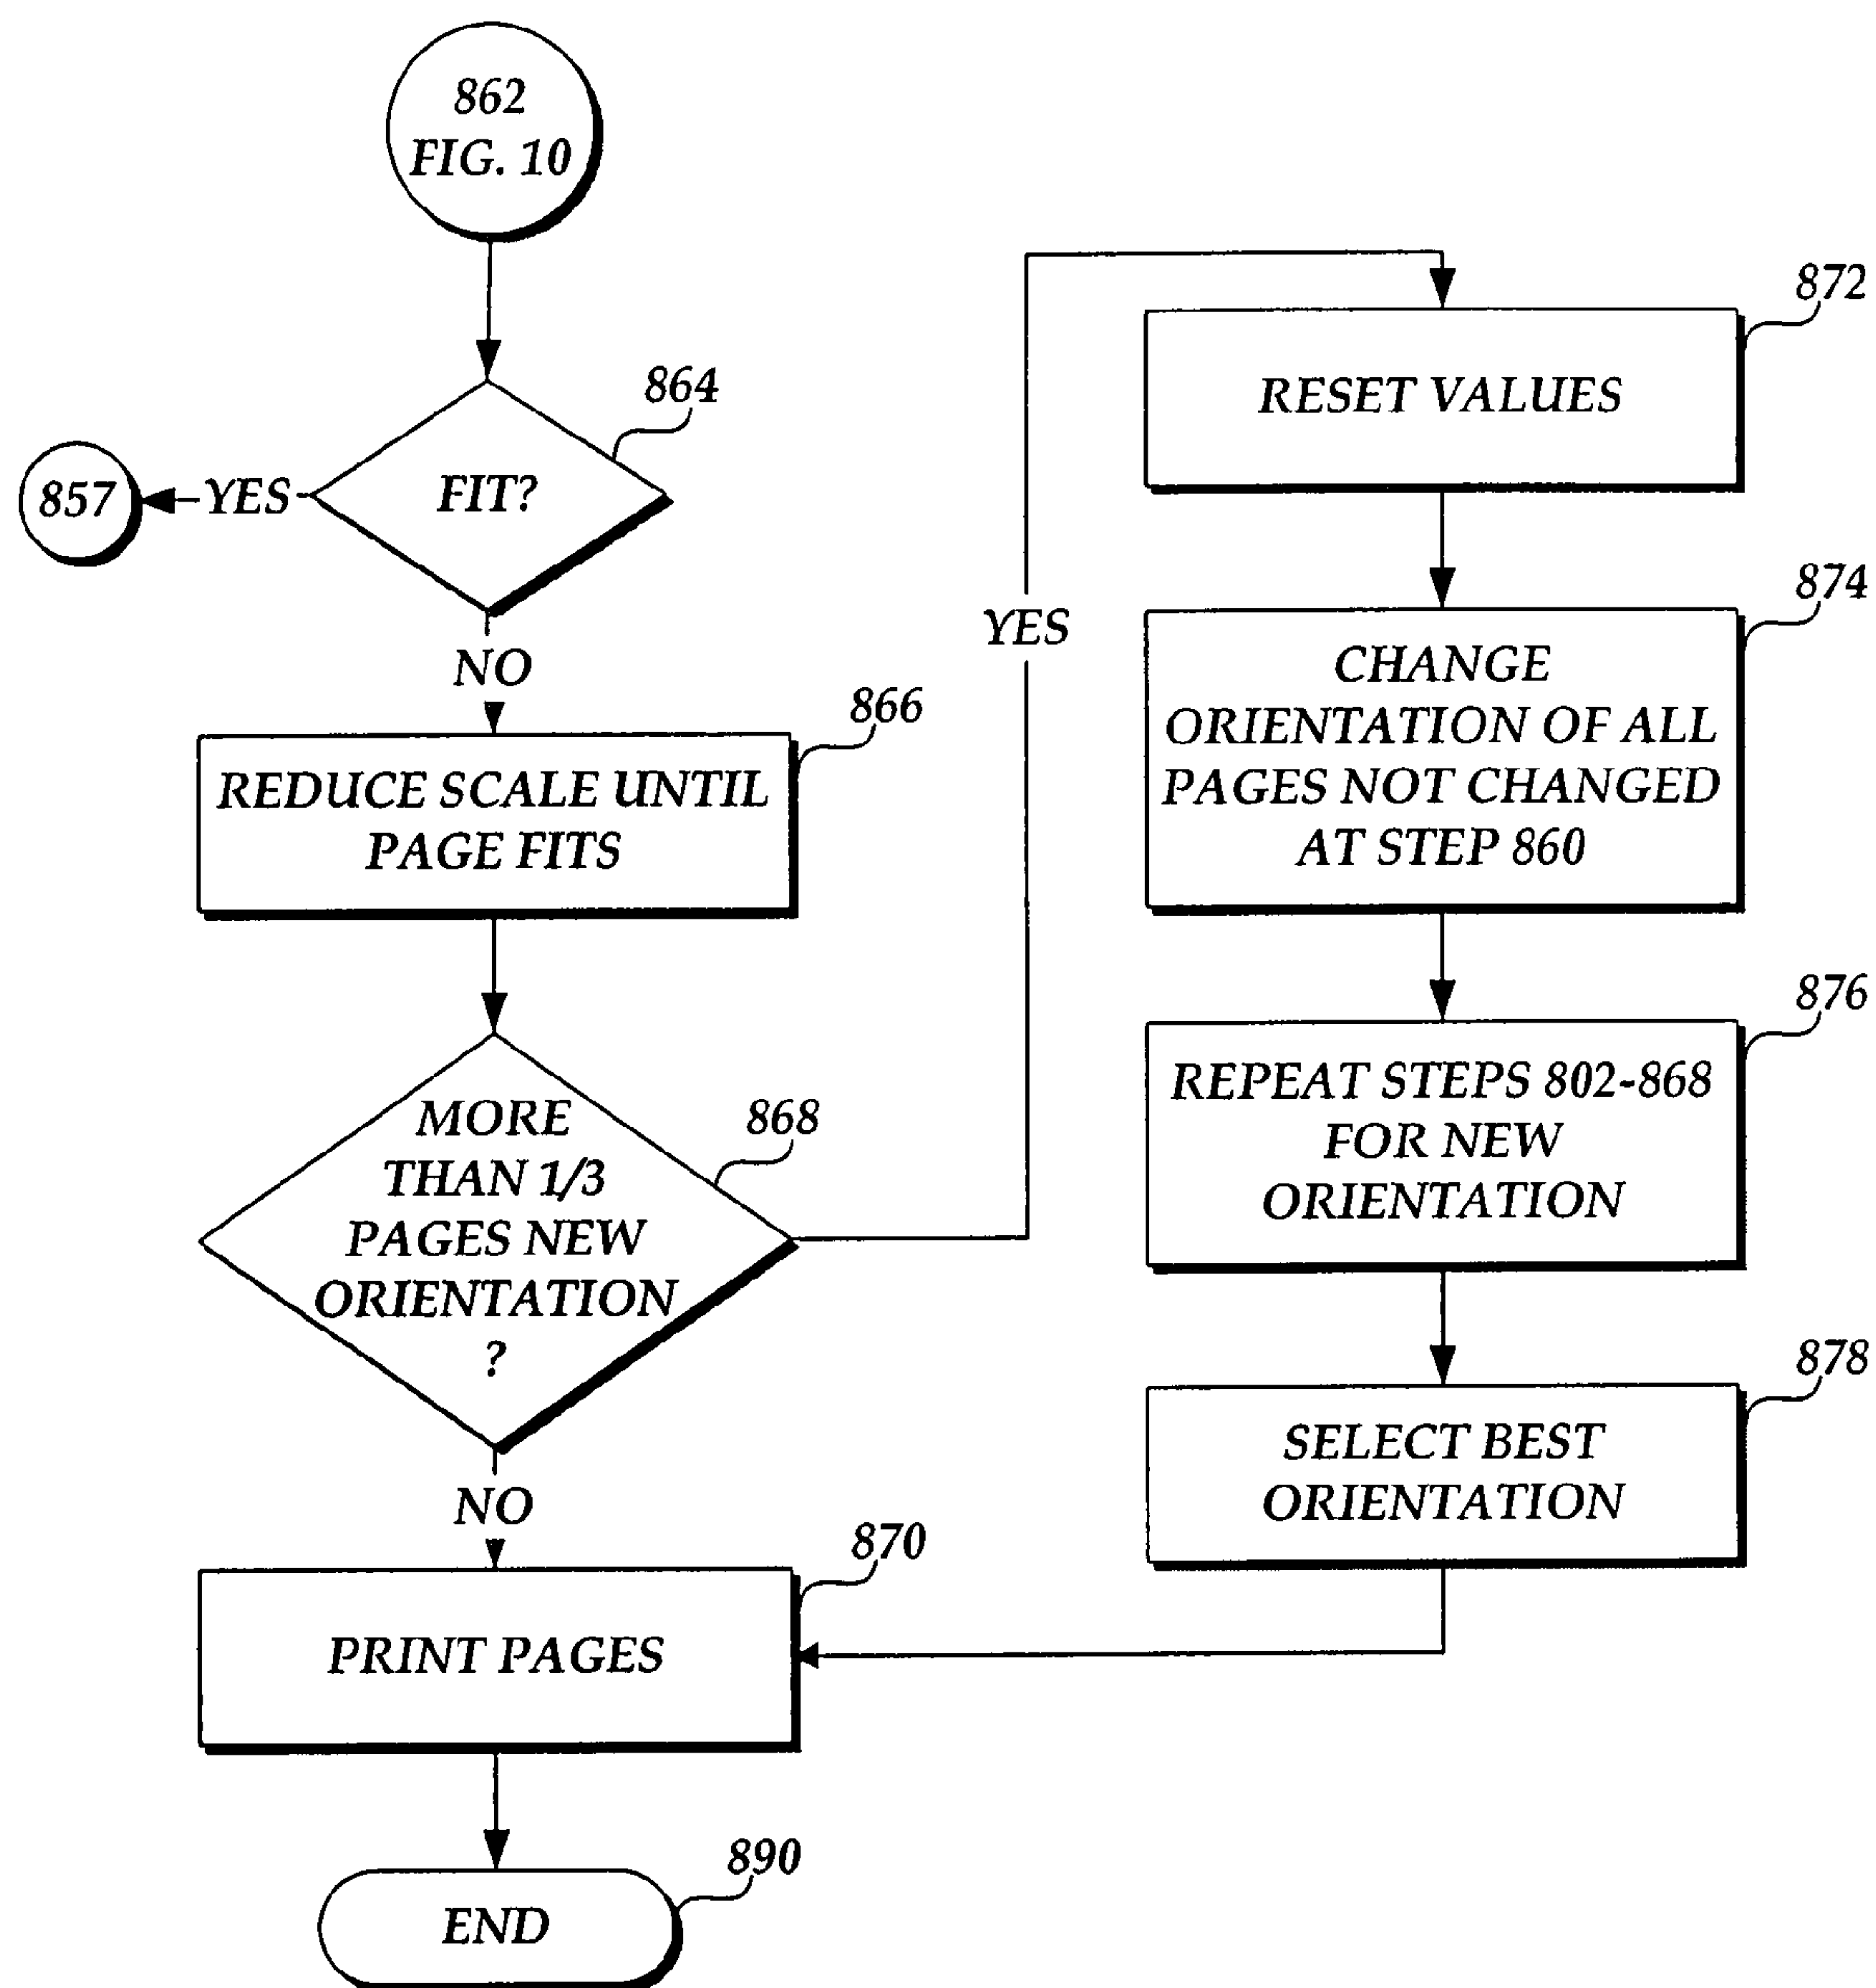 862
FIG. 10
864
FIT?
YES
857
NO
866
REDUCE SCALE UNTIL
PAGE FITS
868
MORE
THAN 1/3
PAGES NEW
ORIENTATION
?
YES
NO
870
PRINT PAGES
890
END
872
RESET VALUES
874
CHANGE
ORIENTATION OF ALL
PAGES NOT CHANGED
AT STEP 860
876
REPEAT STEPS 802-868
FOR NEW
ORIENTATION
878
SELECT BEST
ORIENTATION